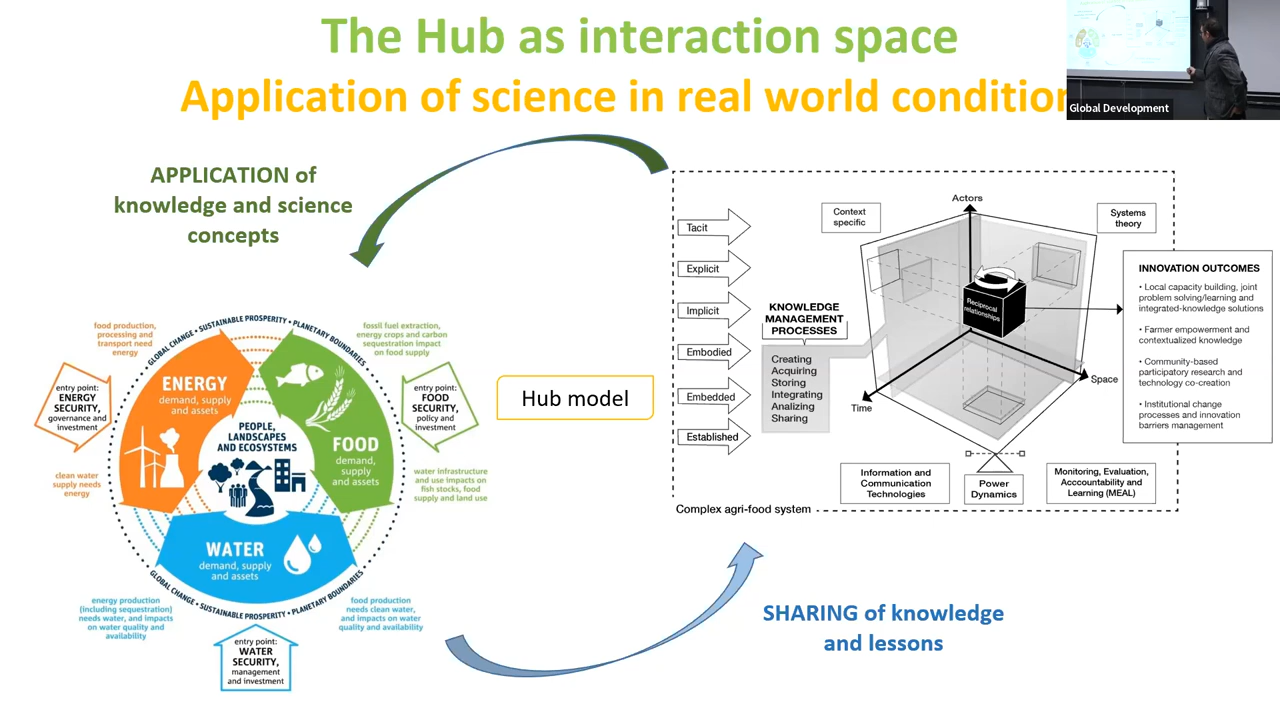 The Hub as interaction space
Application of science in real world condition
Global Development
APPLICATION of
knowledge and science
concepts
food production,
processing and
transport need
energy
fossil fuel extraction,
energy crops and carbon
sequestration impact
on food supply
GLOBAL CHANGE • SUSTAINABLE PROSPERITY • PLANETARY BOUNDARIES
entry point:
ENERGY
SECURITY,
governance and
investment
ENERGY
demand, supply
and assets
entry point:
FOOD
SECURITY,
policy and
investment
PEOPLE,
LANDSCAPES
AND ECOSYSTEMS
FOOD
demand,
supply
and assets
clean water
supply needs
energy
water infrastructure
and use impacts on
fish stocks, food
supply and land use
WATER
demand, supply
and assets
GLOBAL CHANGE • SUSTAINABLE PROSPERITY • PLANETARY BOUNDARIES
energy production
(including sequestration)
needs water, and impacts
on water quality and
availability
food production
needs clean water,
and impacts on water
quality and availability
entry point:
WATER
SECURITY,
management
and investment
Hub model
Tacit
Explicit
Implicit
Embodied
Embedded
Established
KNOWLEDGE
MANAGEMENT
PROCESSES
Creating
Acquiring
Storing
Integrating
Analizing
Sharing
Context
specific
Actors
Systems
theory
Reciprocal
relationships
Time
Space
INNOVATION OUTCOMES
• Local capacity building, joint
problem solving/learning and
integrated-knowledge solutions
• Farmer empowerment and
contextualized knowledge
• Community-based
participatory research and
technology co-creation
• Institutional change
processes and innovation
barriers management
Information and
Communication
Technologies
Power
Dynamics
Monitoring, Evaluation,
Acccountability and
Learning (MEAL)
Complex agri-food system
SHARING of knowledge
and lessons